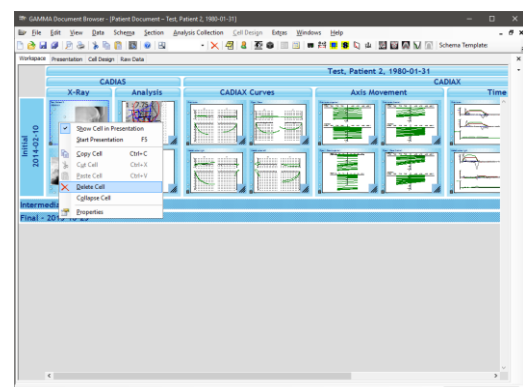 GAMMA Document Browser - [Patient Document – Test, Patient 2, 1980-01-31]
File Edit View Data Schema Section Analysis Collection Cell Design Extras Windows Help
Schema Template:
Workspace Presentation Cell Design Raw Data
Test, Patient 2, 1980-01-31
CADIAS CADIAX
X-Ray Analysis CADIAX Curves Axis Movement Time
Initial
2014-02-10
Show Cell in Presentation
Start Presentation F5
Copy Cell Ctrl+C
Cut Cell Ctrl+X
Paste Cell Ctrl+V
Delete Cell
Collapse Cell
Properties
Final -